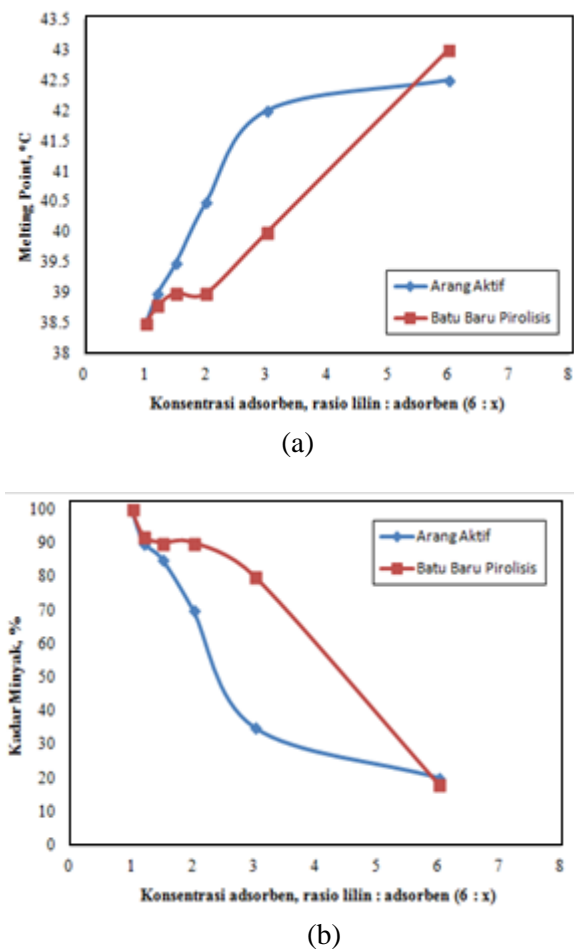 43.5
43
42.5
42
41.5
40.5
40
39.5
39
38.5
38
Melting Point, °C
0 1 2 3 4 5 6 7 8
Arang Aktif
Batu Baru Pirolisis
Konsentrasi adsorben, rasio lilin : adsorben (6 : x)
(a)
100
90
80
70
60
50
40
30
20
10
0
Kadar Minyak, %
0 1 2 3 4 5 6 7 8
Arang Aktif
Batu Baru Pirolisis
Konsentrasi adsorben, rasio lilin : adsorben (6 : x)
(b)